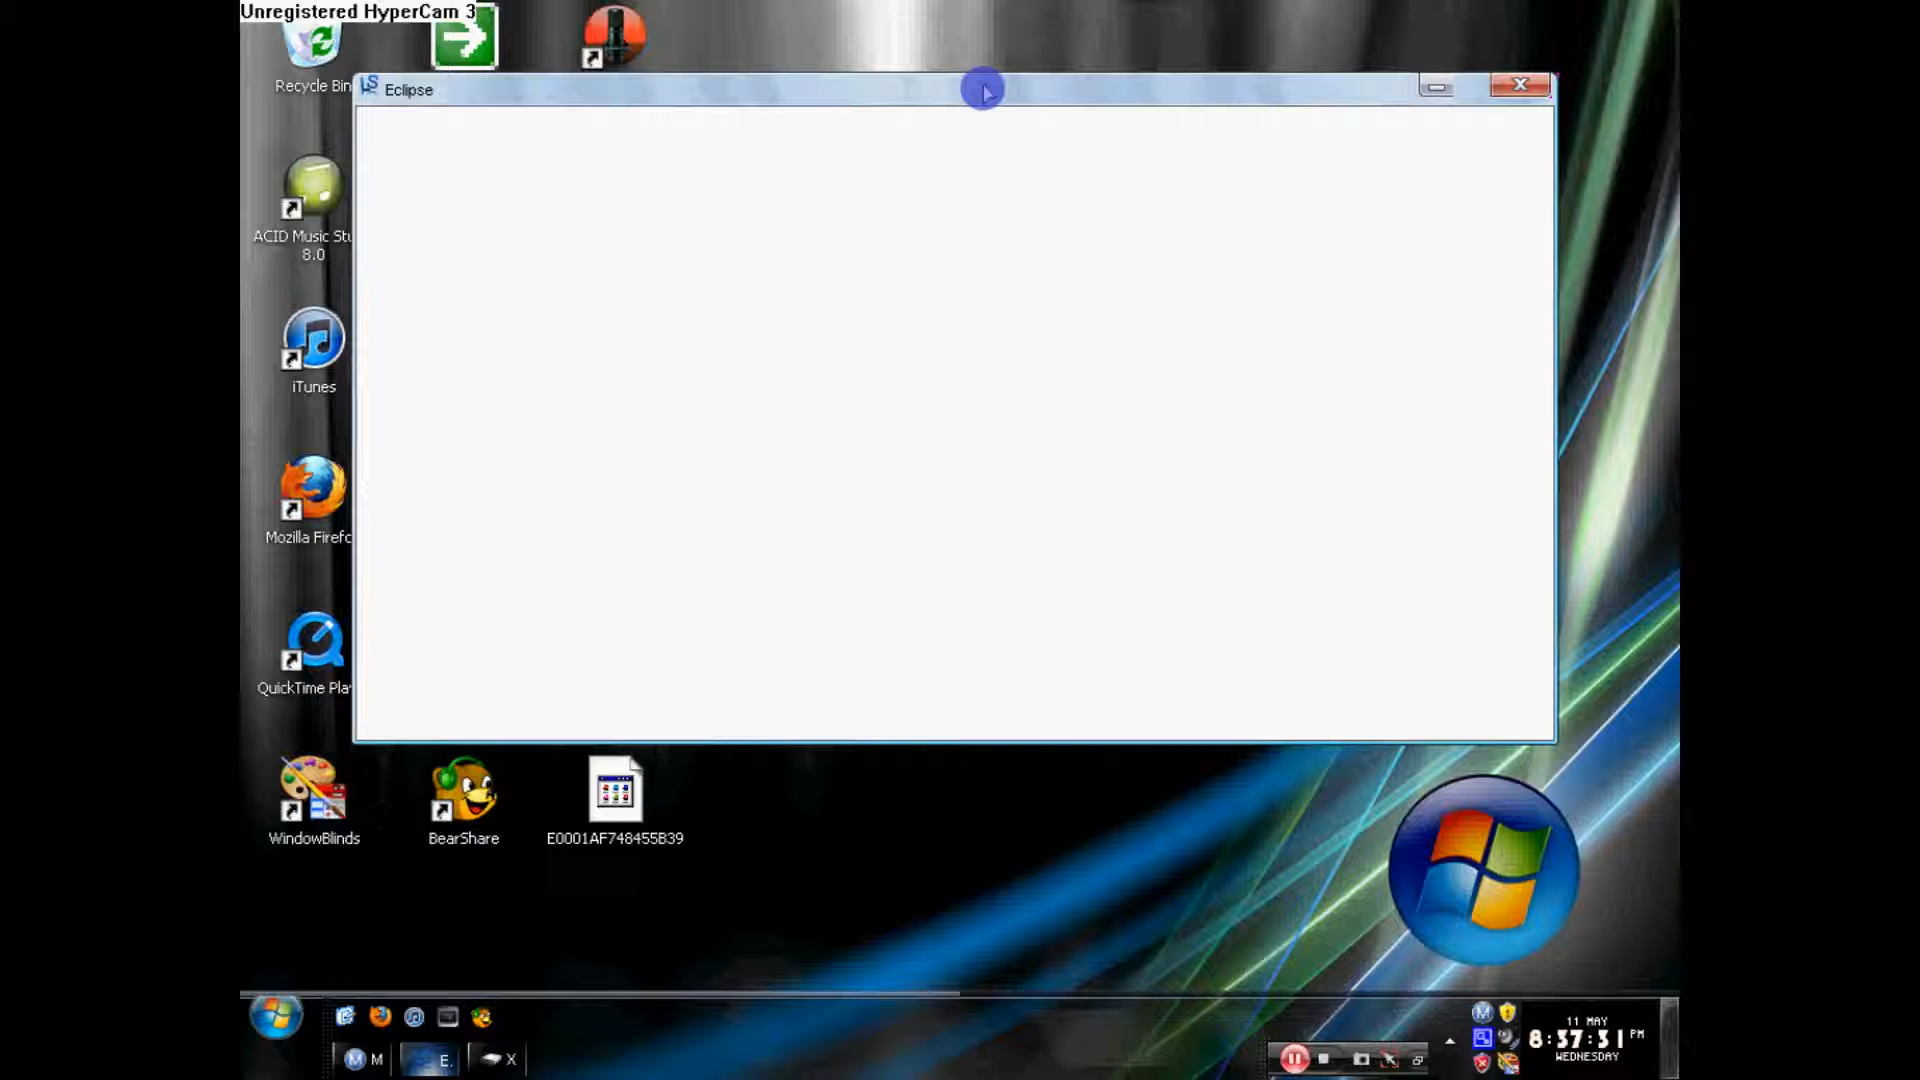 Unregistered HyperCam 3
Recycle Bin
Eclipse
ACID Music Stu
8.0
iTunes
Mozilla Firefo
QuickTime Pla
WindowBlinds
BearShare
E0001AF748455B39
M
E.
X
11 MAY
8:37:31 PM
WEDNESDAY